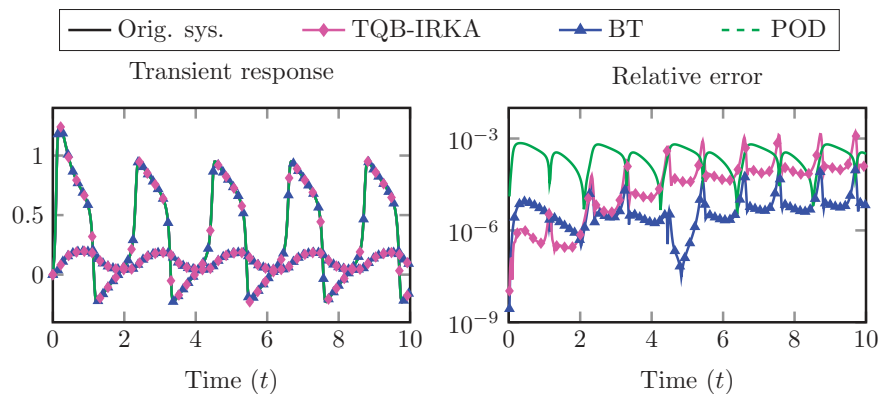 Orig. sys. TQB-IRKA BT POD
Transient response
1
0.5
0
0 2 4 6 8 10
Time (t)
Relative error
10⁻³
10⁻⁶
10⁻⁹
0 2 4 6 8 10
Time (t)